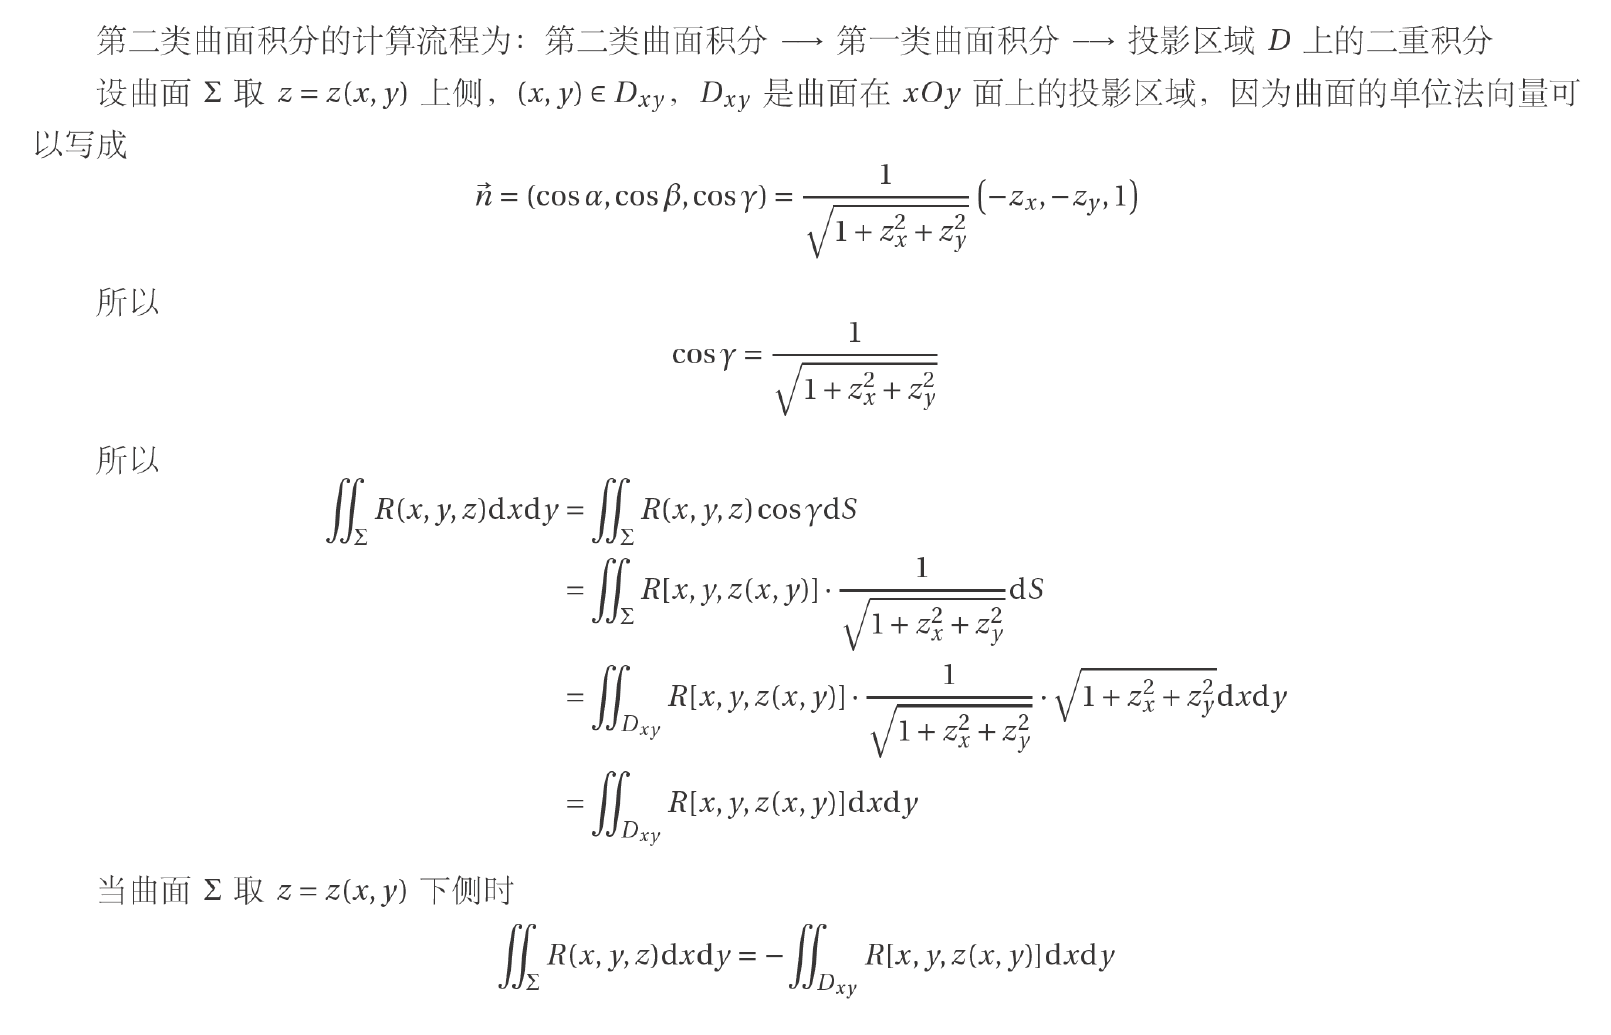 第二类曲面积分的计算流程为：第二类曲面积分 ⟶ 第一类曲面积分 ⟶ 投影区域 D 上的二重积分
设曲面 Σ 取 z = z(x, y) 上侧，(x, y) ∈ D_{xy}，D_{xy} 是曲面在 xOy 面上的投影区域，因为曲面的单位法向量可
以写成
$\vec{n} = (\cos\alpha, \cos\beta, \cos\gamma) = \frac{1}{\sqrt{1 + z_x^2 + z_y^2}} \left(-z_x, -z_y, 1\right)$
所以
$\cos\gamma = \frac{1}{\sqrt{1 + z_x^2 + z_y^2}}$
所以
$\iint_{\Sigma} R(x, y, z)\mathrm{d}x\mathrm{d}y = \iint_{\Sigma} R(x, y, z)\cos\gamma\mathrm{d}S$
$= \iint_{\Sigma} R[x, y, z(x, y)] \cdot \frac{1}{\sqrt{1 + z_x^2 + z_y^2}} \mathrm{d}S$
$= \iint_{D_{xy}} R[x, y, z(x, y)] \cdot \frac{1}{\sqrt{1 + z_x^2 + z_y^2}} \cdot \sqrt{1 + z_x^2 + z_y^2} \mathrm{d}x\mathrm{d}y$
$= \iint_{D_{xy}} R[x, y, z(x, y)]\mathrm{d}x\mathrm{d}y$
当曲面 Σ 取 z = z(x, y) 下侧时
$\iint_{\Sigma} R(x, y, z)\mathrm{d}x\mathrm{d}y = -\iint_{D_{xy}} R[x, y, z(x, y)]\mathrm{d}x\mathrm{d}y$